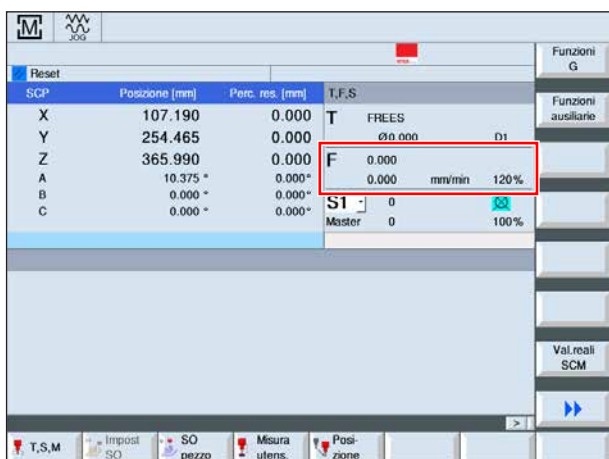 M JOG
Funzioni
G
Reset
SCP Posizione [mm] Perc. res. [mm] T,F,S
Funzioni
ausiliarie
X 107.190 0.000 T FREES
Y 254.465 0.000 Ø0.000 D1
Z 365.990 0.000 F 0.000
A 10.375 ° 0.000° 0.000 mm/min 120%
B 0.000 ° 0.000° S1 0
C 0.000 ° 0.000° Master 0 100%
Val.reali
SCM
>
T,S,M Impost SO Misura Posi-
SO pezzo utens. zione